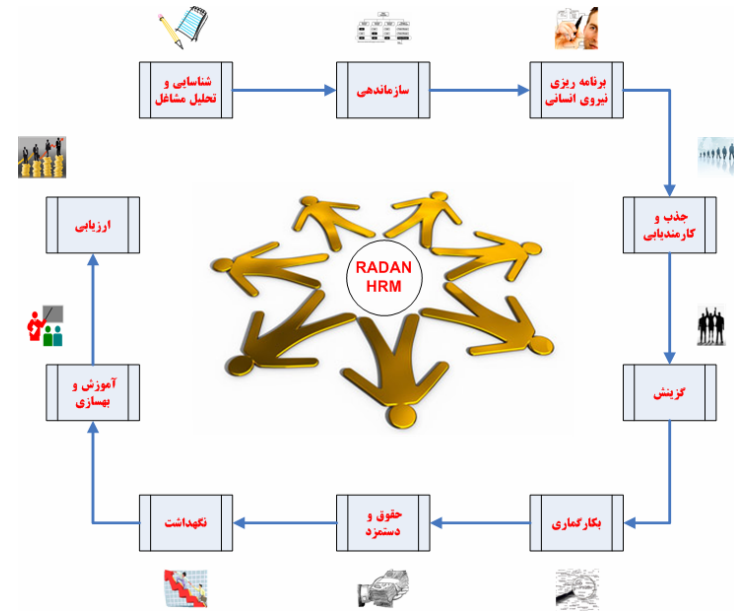 شناسایی و
تحلیل مشاغل
سازماندهی
برنامه ریزی
نیروی انسانی
جذب و
کارمندیابی
گزینش
بکارگماری
حقوق و
دستمزد
نگهداشت
آموزش و
بهسازی
ارزیابی
RADAN
HRM